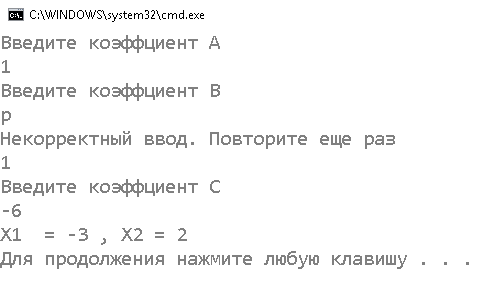 C:\WINDOWS\system32\cmd.exe
Введите коэффциент A
1
Введите коэффциент B
p
Некорректный ввод. Повторите еще раз
1
Введите коэффциент C
-6
X1  = -3 , X2 = 2
Для продолжения нажмите любую клавишу . . .